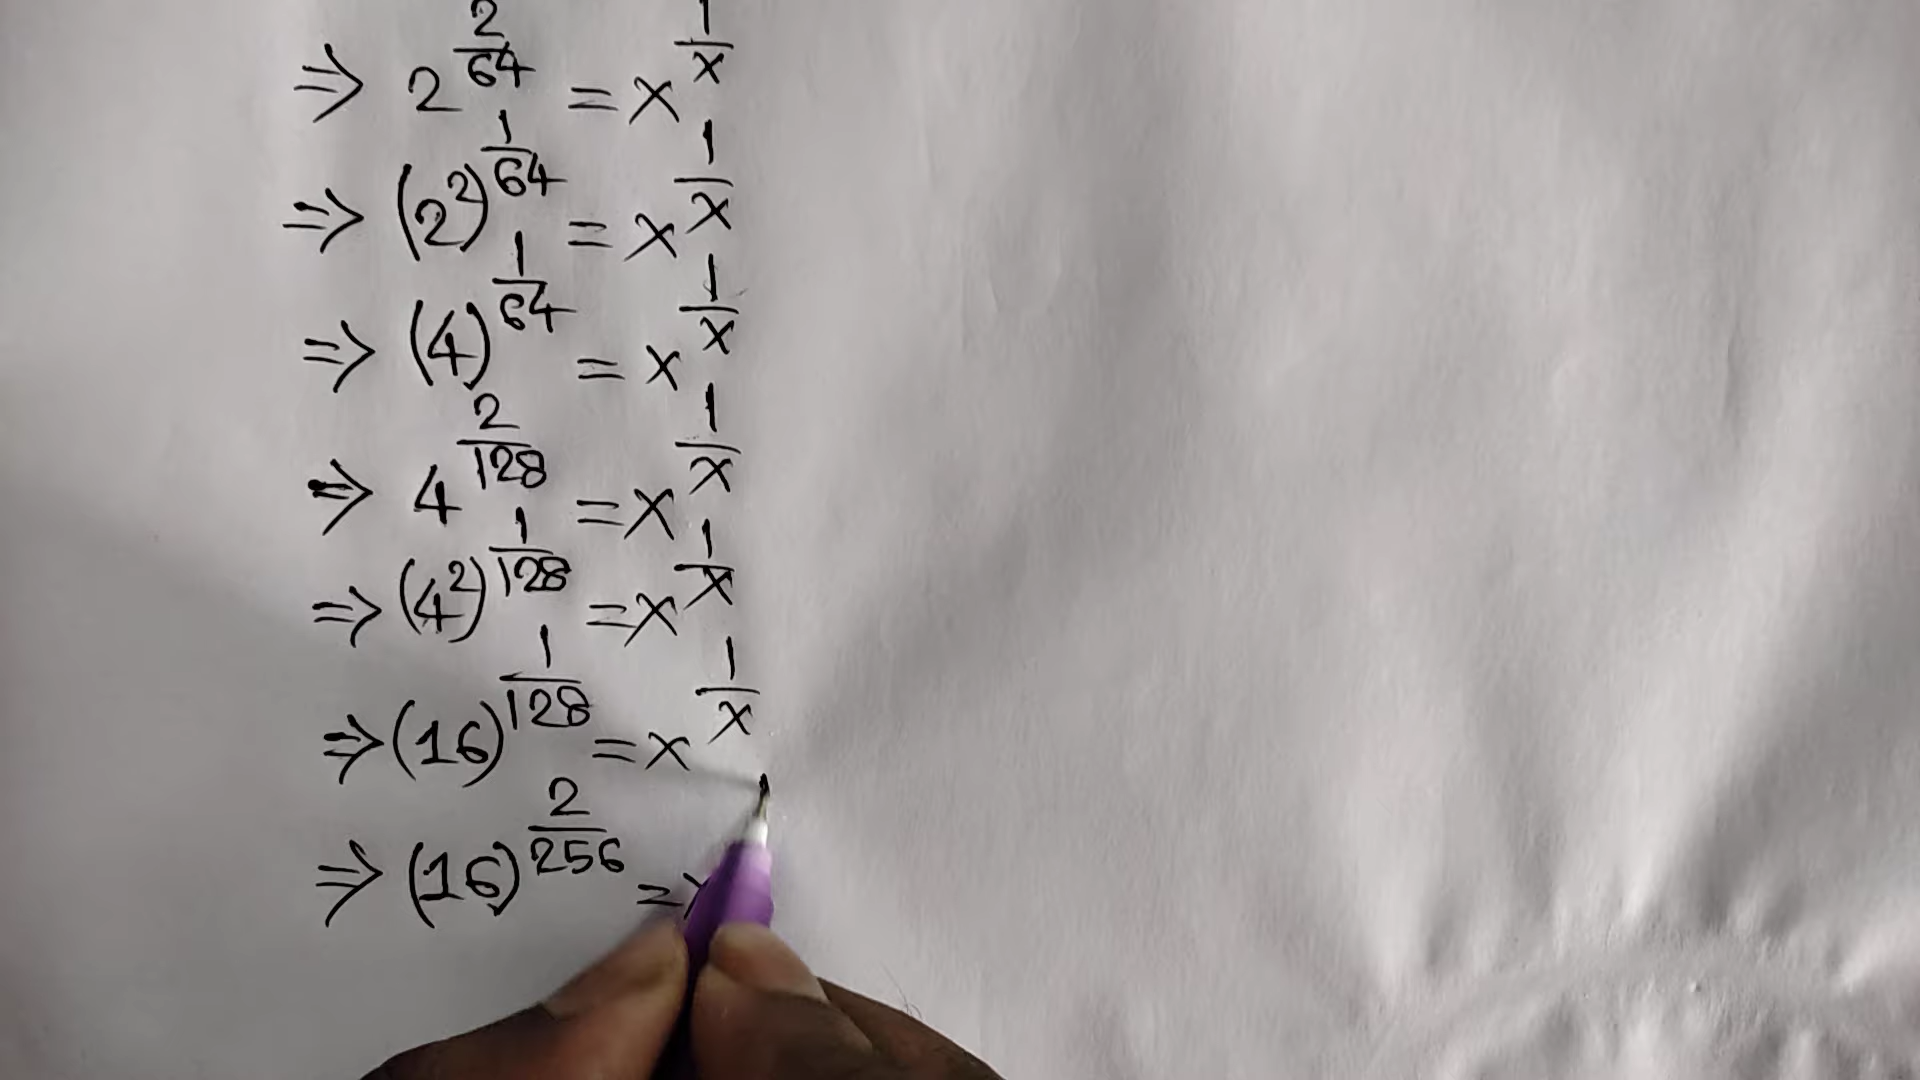 ⇒ 2^(2/64) = x^(1/x)
⇒ (2^2)^(1/64) = x^(1/x)
⇒ (4)^(1/64) = x^(1/x)
⇒ 4^(2/128) = x^(1/x)
⇒ (4^2)^(1/128) = x^(1/x)
⇒ (16)^(1/128) = x^(1/x)
⇒ (16)^(2/256) = x